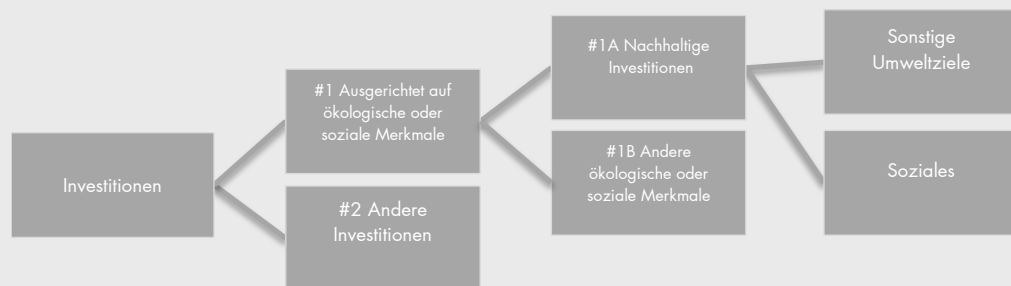 Investitionen
#1 Ausgerichtet auf
ökologische oder
soziale Merkmale
#2 Andere
Investitionen
#1A Nachhaltige
Investitionen
#1B Andere
ökologische oder
soziale Merkmale
Sonstige
Umweltziele
Soziales